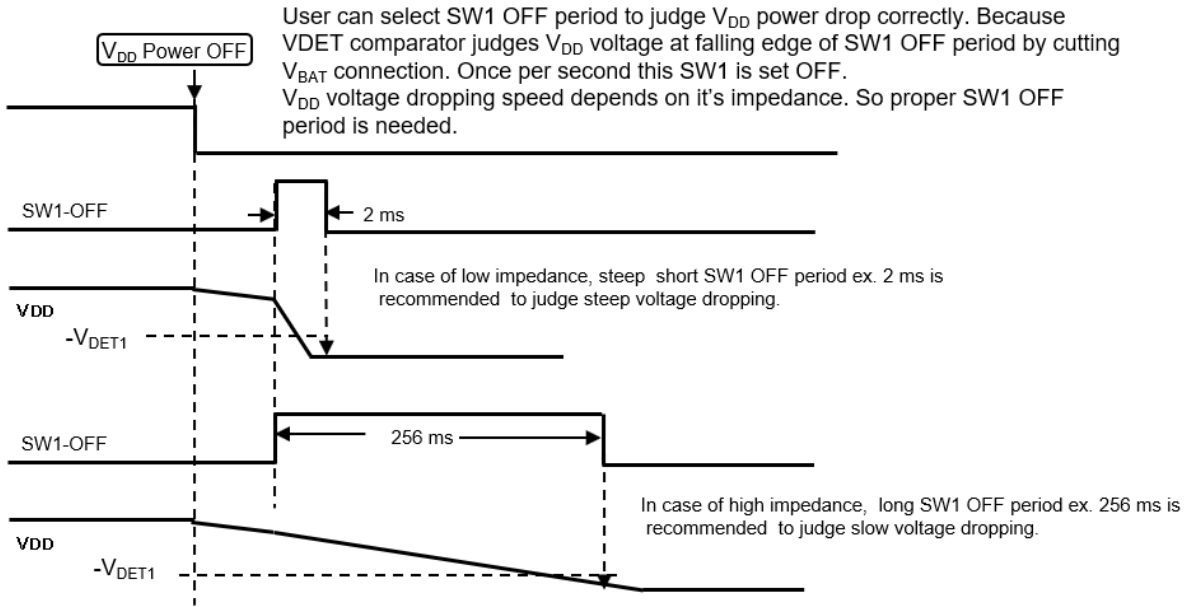 User can select SW1 OFF period to judge VDD power drop correctly. Because
VDET comparator judges VDD voltage at falling edge of SW1 OFF period by cutting
VBAT connection. Once per second this SW1 is set OFF.
VDD voltage dropping speed depends on it's impedance. So proper SW1 OFF
period is needed.
VDD Power OFF
SW1-OFF
2 ms
In case of low impedance, steep short SW1 OFF period ex. 2 ms is
recommended to judge steep voltage dropping.
VDD
-VDET1
SW1-OFF
256 ms
In case of high impedance, long SW1 OFF period ex. 256 ms is
recommended to judge slow voltage dropping.
VDD
-VDET1